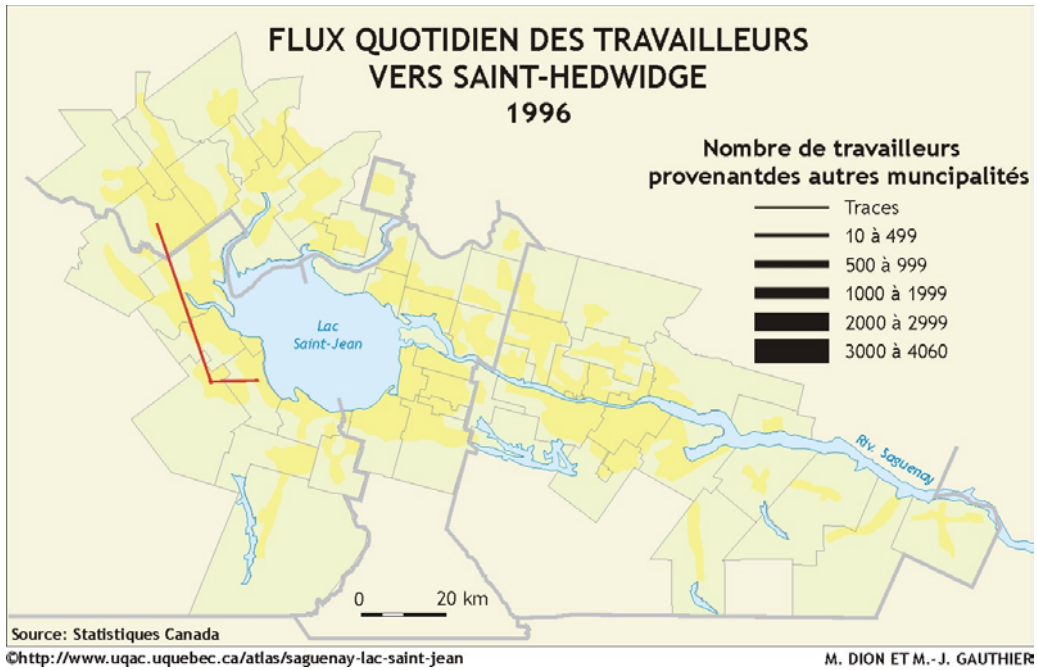 FLUX QUOTIDIEN DES TRAVAILLEURS
VERS SAINT-HEDWIDGE
1996
Nombre de travailleurs
provenantdes autres muncipalités
Traces
10 à 499
500 à 999
1000 à 1999
2000 à 2999
3000 à 4060
Lac
Saint-Jean
Riv. Saguenay
0 20 km
Source: Statistiques Canada
©http://www.uqac.uquebec.ca/atlas/saguenay-lac-saint-jean
M. DION ET M.-J. GAUTHIER